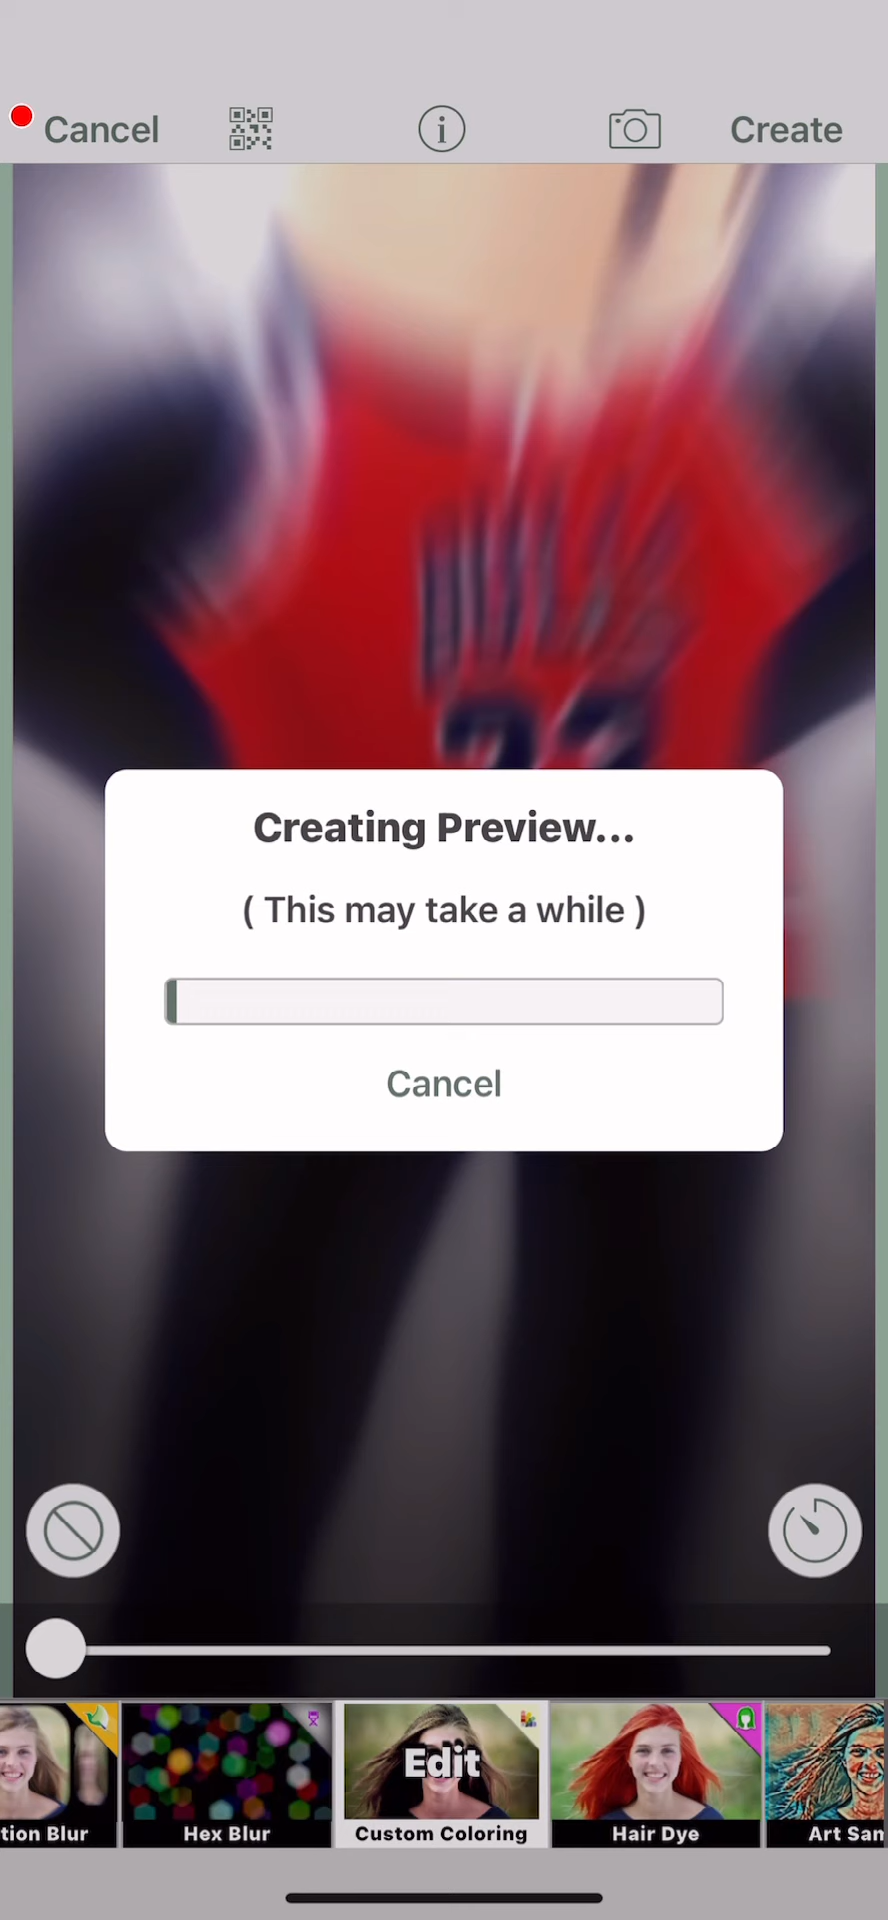 Cancel
Create
Creating Preview...
( This may take a while )
Cancel
Edit
tion Blur
Hex Blur
Custom Coloring
Hair Dye
Art San